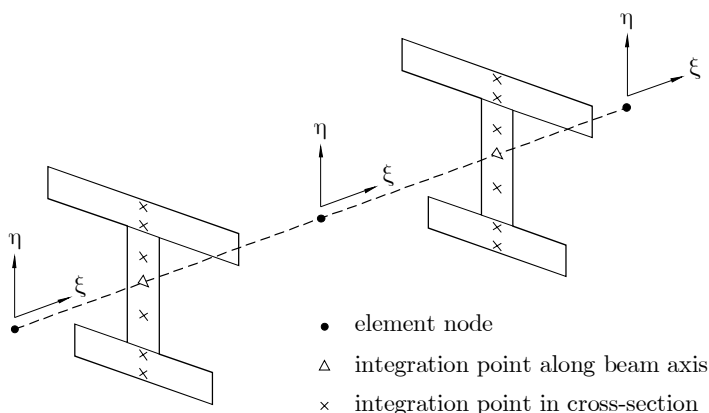 η
ξ
η
ξ
η
ξ
element node
integration point along beam axis
integration point in cross-section